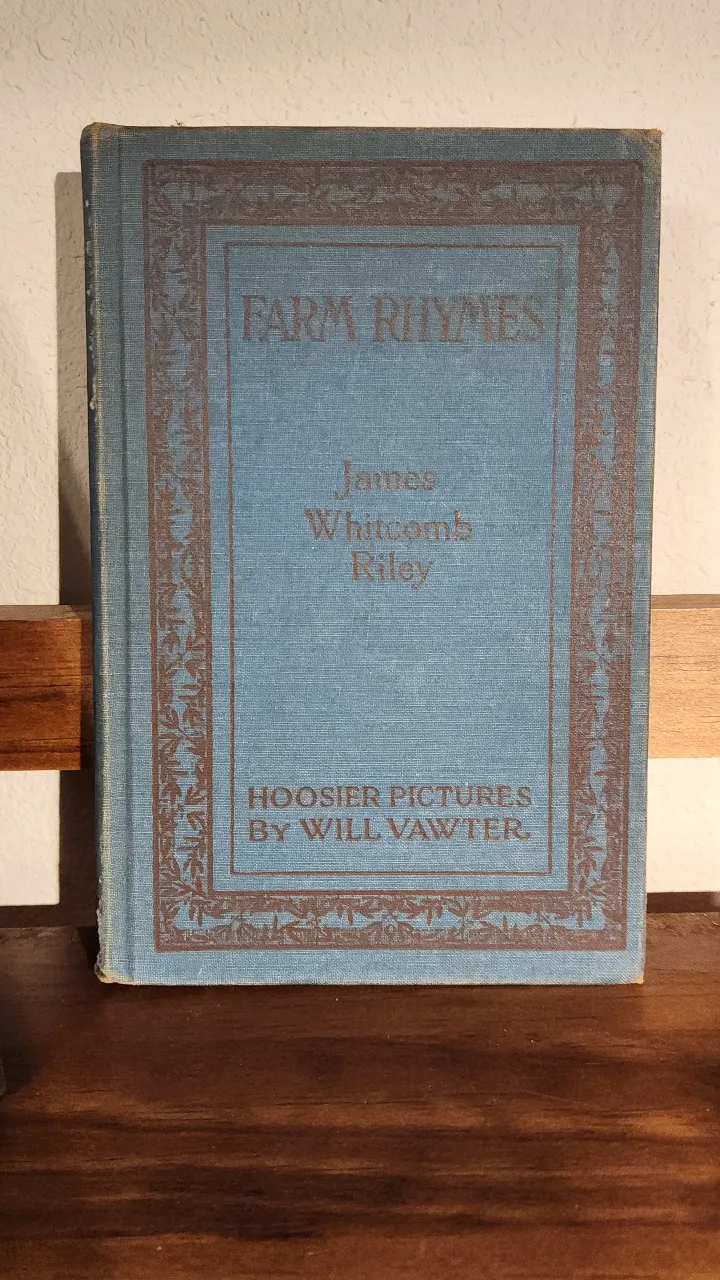 FARM RHYMES
James
Whitcomb
Riley
HOOSIER PICTURES
BY WILL VAWTER